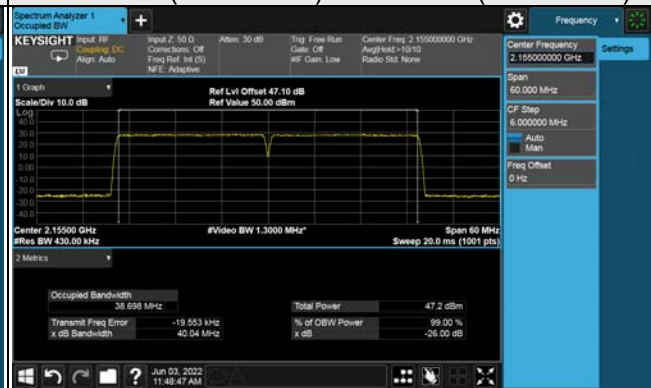 Spectrum Analyzer 1
Occupied BW
+
Frequency
KEYSIGHT
Input: RF
Coupling: DC
Align: Auto
Input Z: 50 Ω
Corrections: Off
Freq Ref: Int (S)
NFE: Adaptive
Atten: 30 dB
Trig: Free Run
Gate: Off
#IF Gain: Low
Center Freq: 2.155000000 GHz
Avg|Hold:>10/10
Radio Std: None
Center Frequency
2.155000000 GHz
Settings
Span
60.000 MHz
CF Step
6.000000 MHz
Auto
Man
Freq Offset
0 Hz
1 Graph
Scale/Div 10.0 dB
Ref Lvl Offset 47.10 dB
Ref Value 50.00 dBm
Log
40.0
30.0
20.0
10.0
0.00
-10.0
-20.0
-30.0
-40.0
Center 2.15500 GHz
#Res BW 430.00 kHz
#Video BW 1.3000 MHz*
Span 60 MHz
Sweep 20.0 ms (1001 pts)
2 Metrics
Occupied Bandwidth
38.698 MHz
Total Power 47.2 dBm
Transmit Freq Error -19.553 kHz
% of OBW Power 99.00 %
x dB Bandwidth 40.04 MHz
x dB -26.00 dB
?
Jun 03, 2022
11:48:47 AM